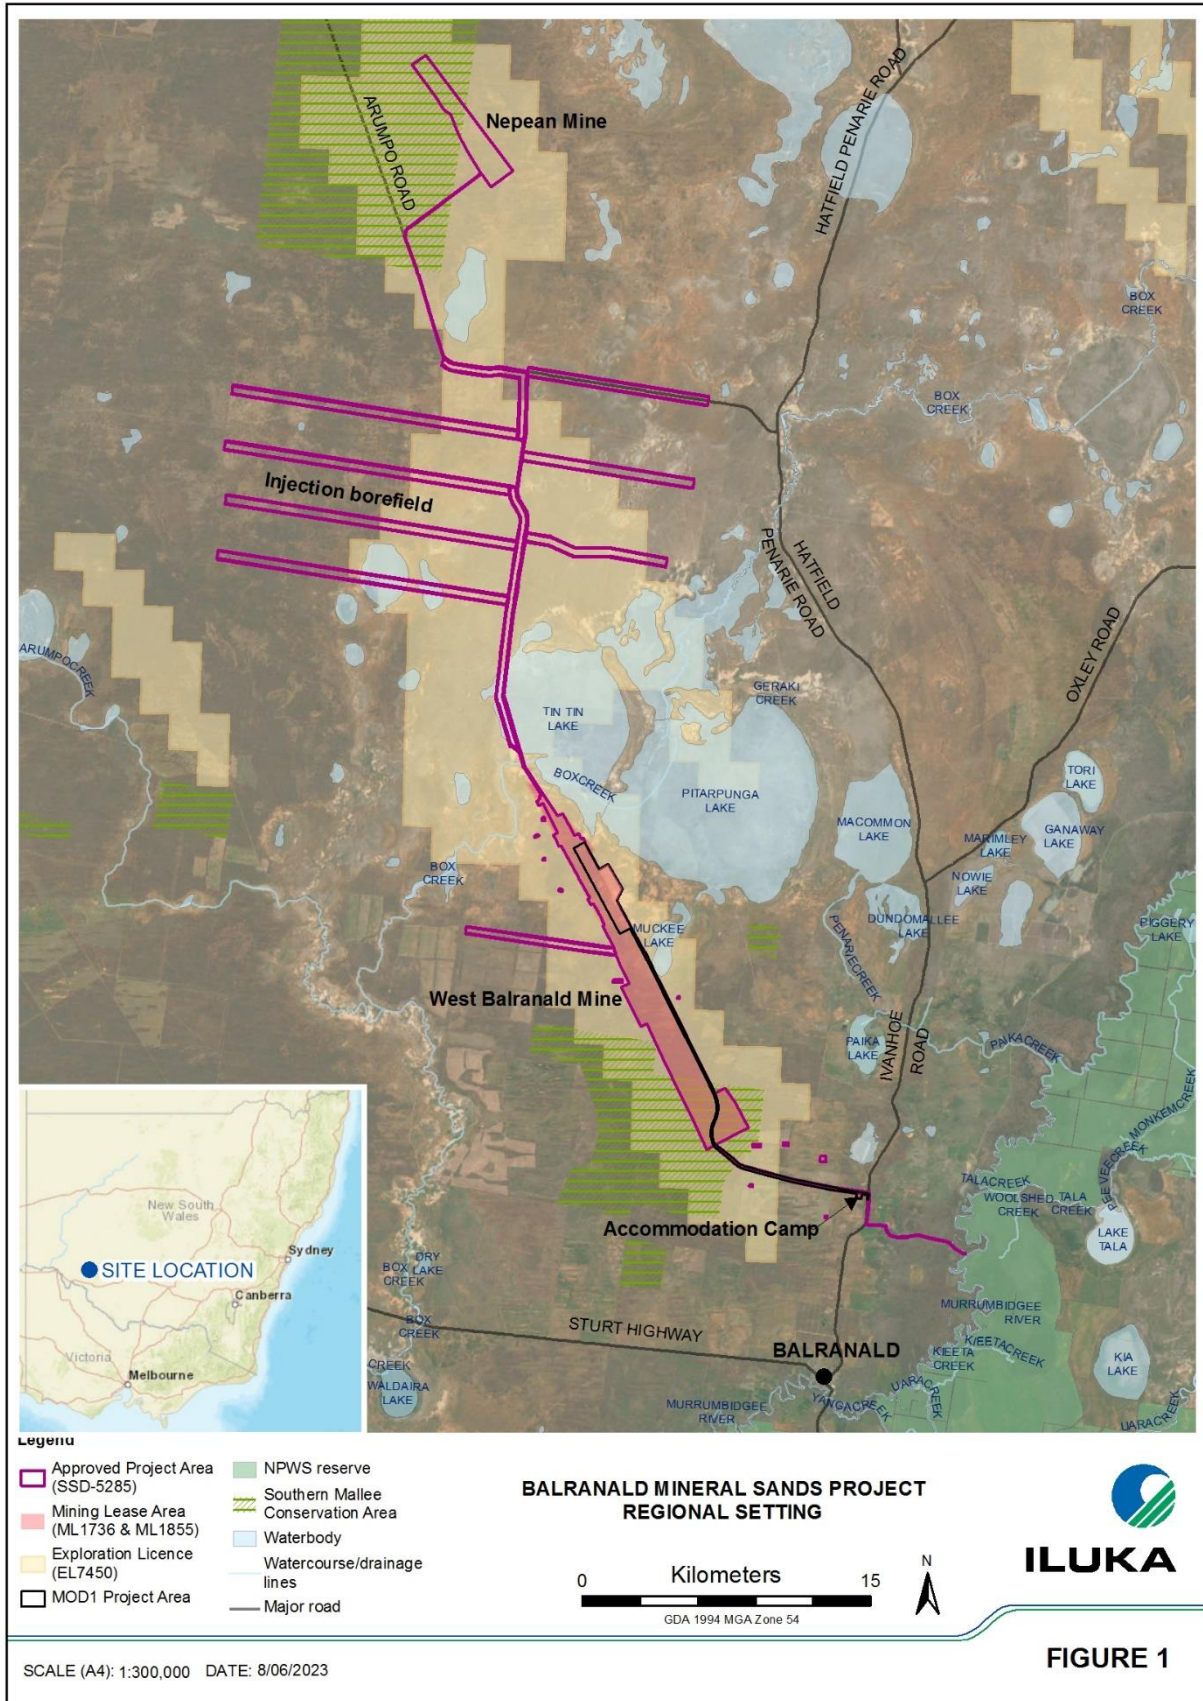 Nepean Mine
ARUMPO ROAD
HATFIELD PENARIE ROAD
BOX
CREEK
BOX
CREEK
Injection borefield
HATFIELD
PENARIE ROAD
OXLEY ROAD
ARUMPOCREEK
GERAKI
CREEK
TIN TIN
LAKE
BOXCREEK
PITARPUNGA
LAKE
TORI
LAKE
MACOMMON
LAKE
MARIMLEY
LAKE
GANAWAY
LAKE
NOWIE
LAKE
BOX
CREEK
DUNDOMALLEE
LAKE
PENARIECREEK
PIGGERY
LAKE
MUCKEE
LAKE
West Balranald Mine
PAIKA
LAKE
IVANHOE
ROAD
PAIKACREEK
MONKEMCREEK
PEE VEECREEK
TALACREEK
WOOLSHED
CREEK
TALA
CREEK
LAKE
TALA
Accommodation Camp
New South
Wales
Sydney
SITE LOCATION
Canberra
Victoria
Melbourne
DRY
LAKE
BOX
CREEK
BOX
CREEK
STURT HIGHWAY
MURRUMBIDGEE
RIVER
KIEETACREEK
KIEETA
CREEK
BALRANALD
KIA
LAKE
CREEK
WALDAIRA
LAKE
UARACREEK
YANGACREEK
MURRUMBIDGEE
RIVER
UARACREEK
Legend
Approved Project Area
(SSD-5285)
Mining Lease Area
(ML1736 & ML1855)
Exploration Licence
(EL7450)
MOD1 Project Area
NPWS reserve
Southern Mallee
Conservation Area
Waterbody
Watercourse/drainage
lines
Major road
BALRANALD MINERAL SANDS PROJECT
REGIONAL SETTING
0 Kilometers 15
GDA 1994 MGA Zone 54
N
ILUKA
SCALE (A4): 1:300,000 DATE: 8/06/2023
FIGURE 1